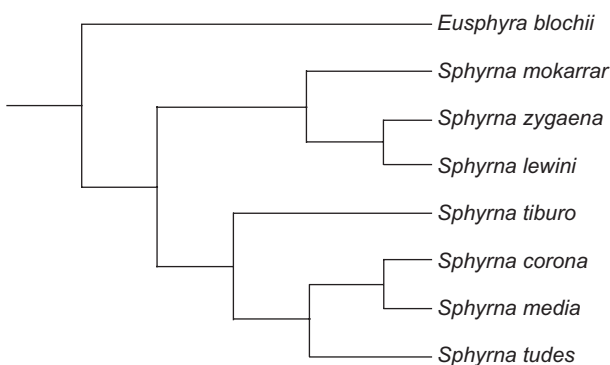 Eusphyra blochii
Sphyrna mokarrar
Sphyrna zygaena
Sphyrna lewini
Sphyrna tiburo
Sphyrna corona
Sphyrna media
Sphyrna tudes